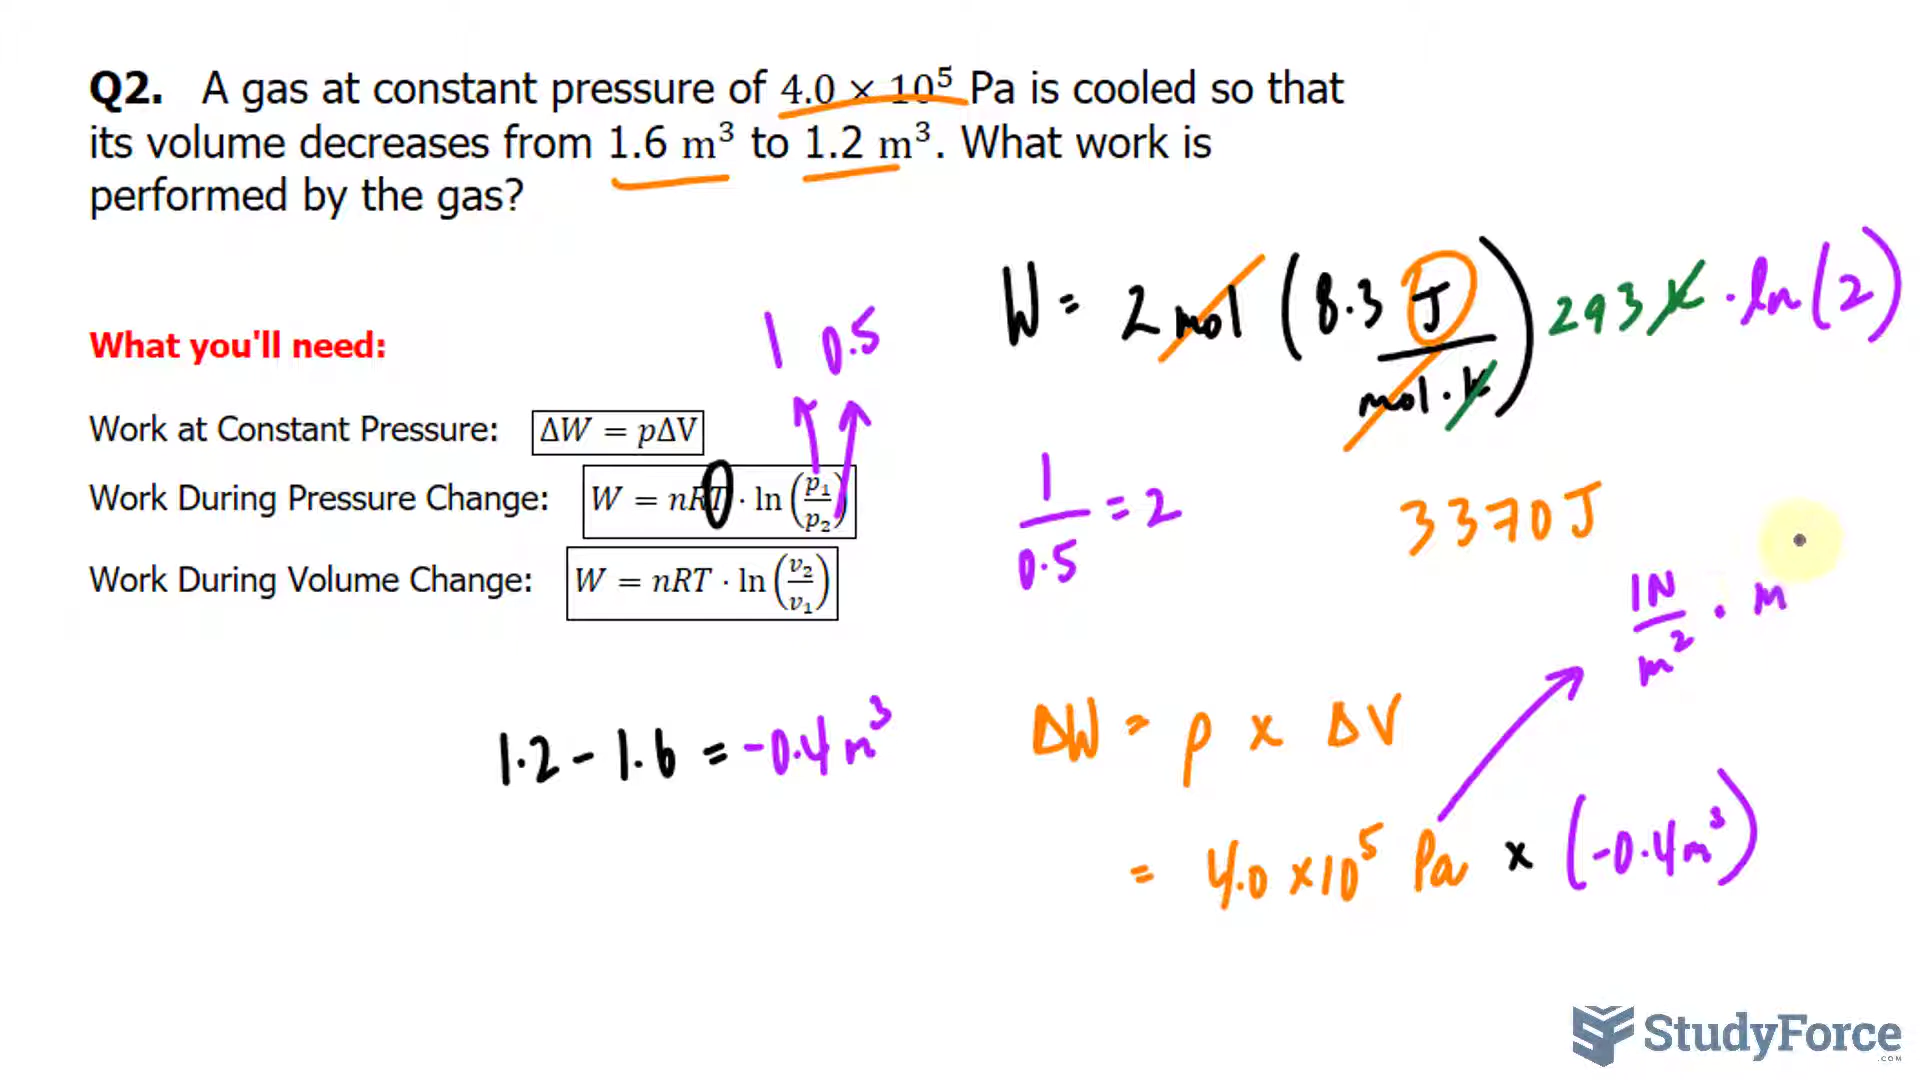 Q2. A gas at constant pressure of 4.0 × 10⁵ Pa is cooled so that
its volume decreases from 1.6 m³ to 1.2 m³. What work is
performed by the gas?
W = 2 mol (8.3 J / mol·K) 293 K · ln(2)
What you'll need:
1 0.5
Work at Constant Pressure: ΔW = pΔV
Work During Pressure Change: W = nRT · ln(p₁/p₂)
1/0.5 = 2
3370 J
Work During Volume Change: W = nRT · ln(v₂/v₁)
1N/m² · m
1.2 - 1.6 = -0.4 m³
ΔW = p x ΔV
= 4.0 x 10⁵ Pa x (-0.4 m³)
StudyForce
.COM